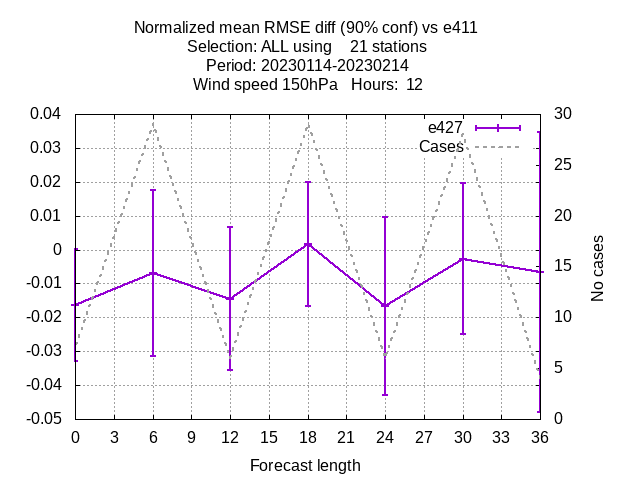 Normalized mean RMSE diff (90% conf) vs e411
Selection: ALL using    21 stations
Period: 20230114-20230214
Wind speed 150hPa   Hours:  12
e427
Cases
0.04
0.03
0.02
0.01
0
-0.01
-0.02
-0.03
-0.04
-0.05
30
25
20
15
10
5
0
No cases
0 3 6 9 12 15 18 21 24 27 30 33 36
Forecast length